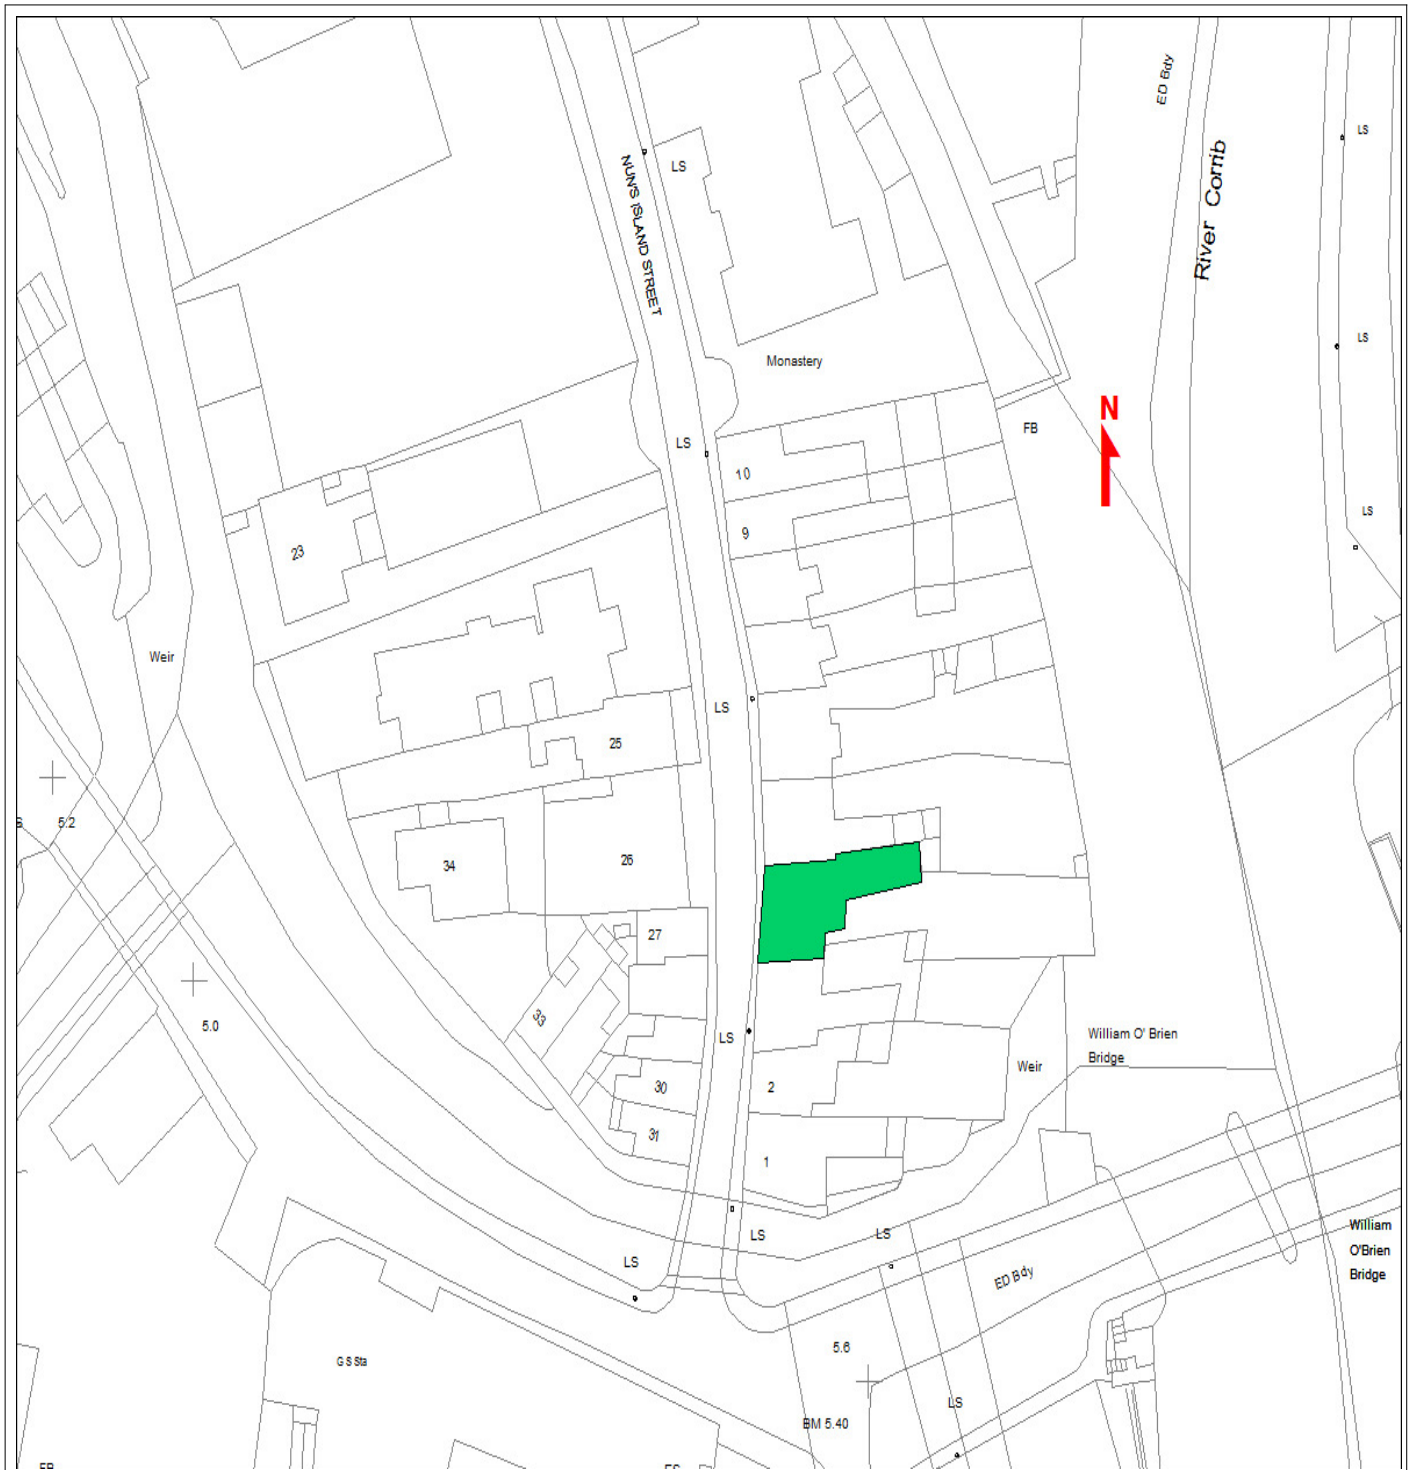 ED Bdy
LS
River Corrib
LS
NUN'S ISLAND STREET
LS
Monastery
N
FB
LS
10
LS
9
23
Weir
LS
25
5.2
34
26
27
33
5.0
LS
William O' Brien
Bridge
Weir
30
2
31
1
LS
LS
William
O'Brien
Bridge
LS
ED Bdy
5.6
G S Sta
LS
BM 5.40